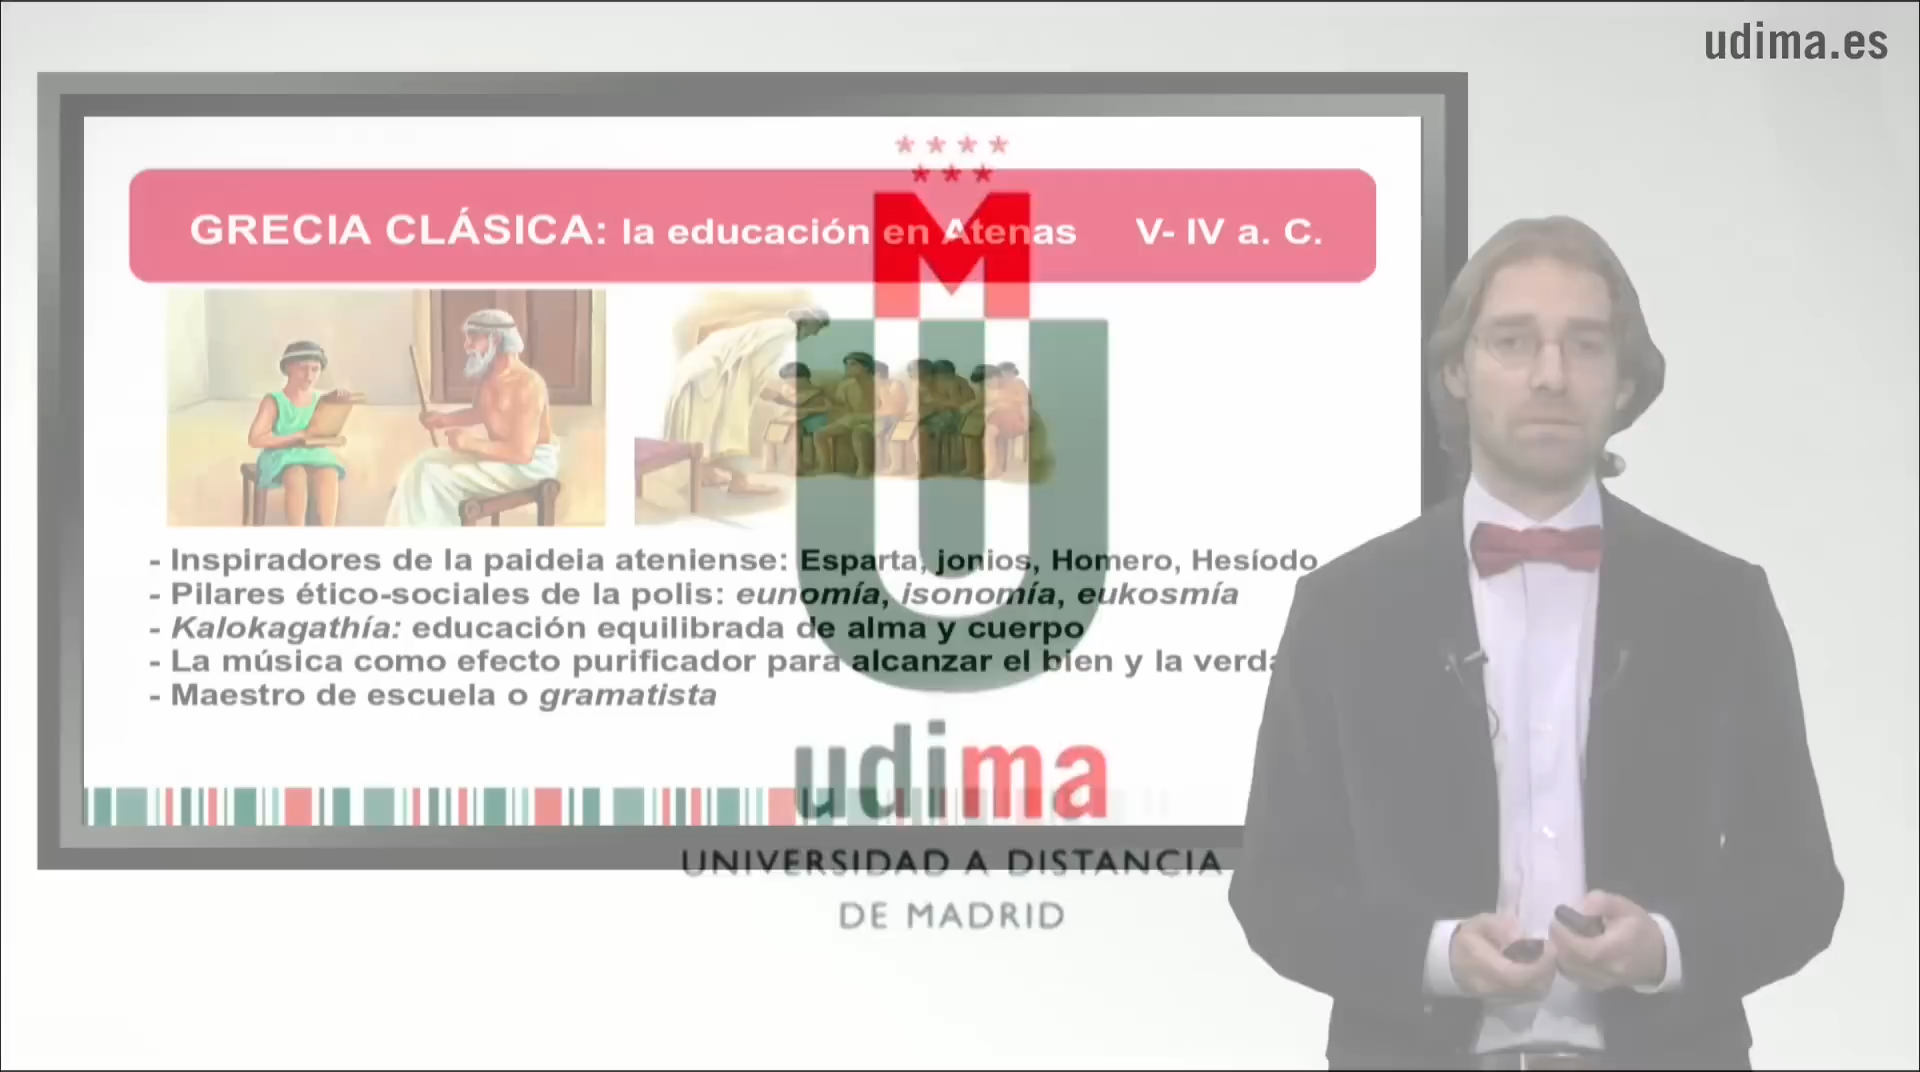 udima.es
GRECIA CLÁSICA: la educación en Atenas V- IV a. C.
- Inspiradores de la paideia ateniense: Esparta, jonios, Homero, Hesíodo
- Pilares ético-sociales de la polis: eunomía, isonomía, eukosmía
- Kalokagathía: educación equilibrada de alma y cuerpo
- La música como efecto purificador para alcanzar el bien y la
- Maestro de escuela o gramatista
M
U
udima
UNIVERSIDAD A DISTANCIA
DE MADRID